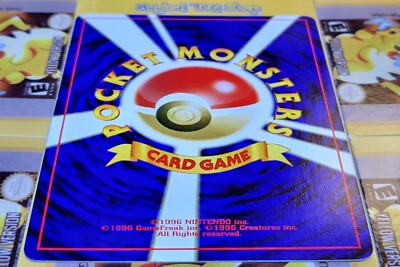 POCKET MONSTERS
CARD GAME
©1996 NINTENDO inc.
©1996 GameFreak inc. ©1996 Creatures inc.
All Rights reserved.